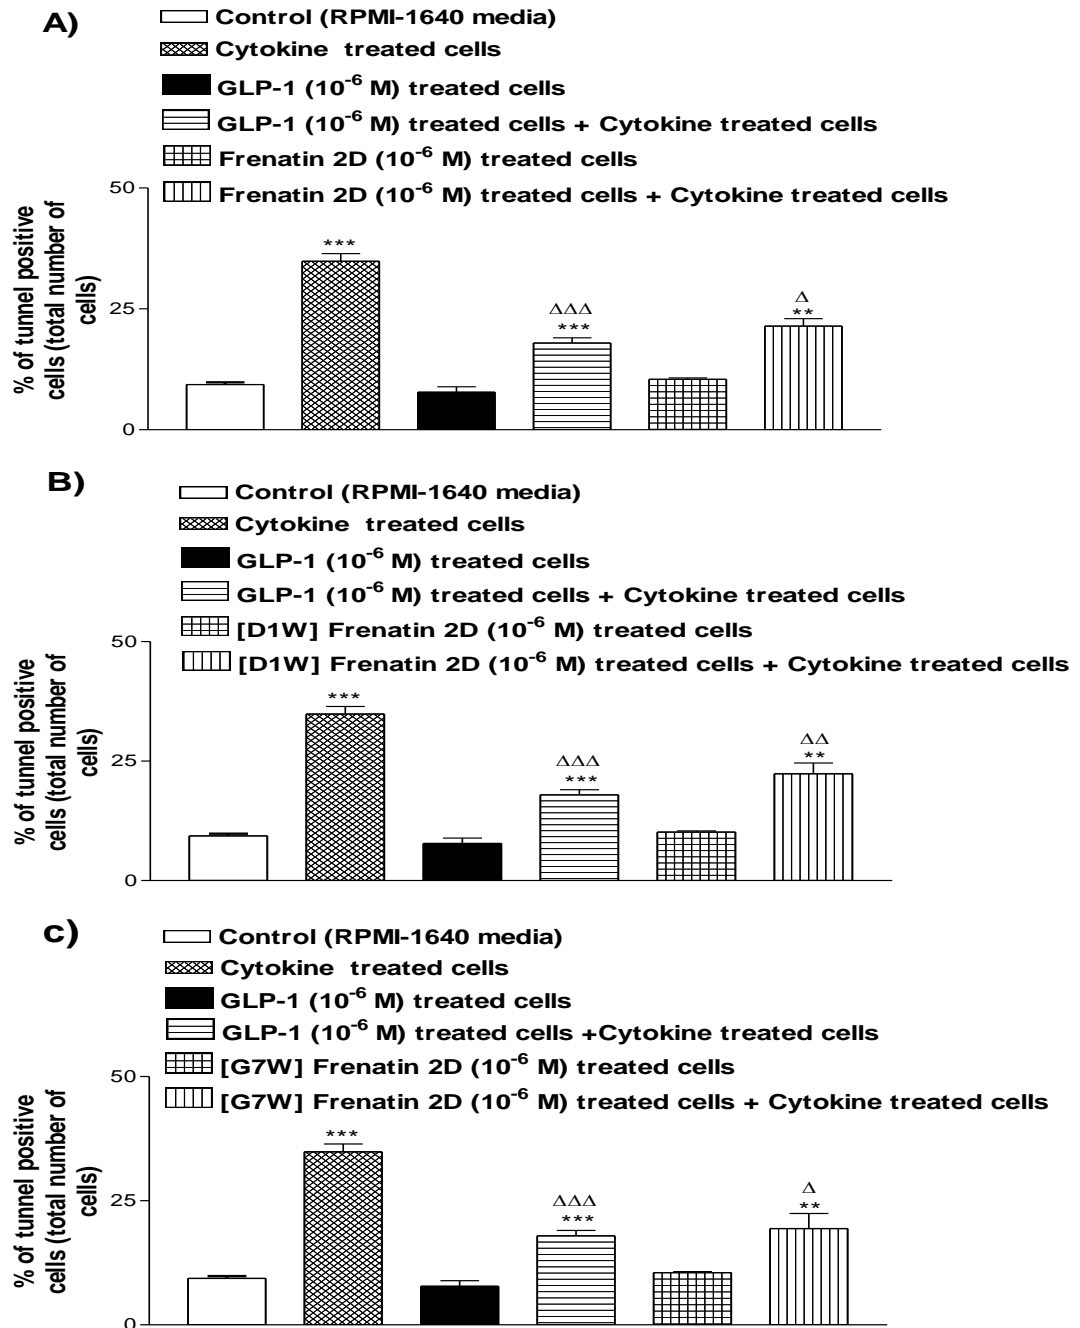 A)
Control (RPMI-1640 media)
Cytokine treated cells
GLP-1 (10⁻⁶ M) treated cells
GLP-1 (10⁻⁶ M) treated cells + Cytokine treated cells
Frenatin 2D (10⁻⁶ M) treated cells
Frenatin 2D (10⁻⁶ M) treated cells + Cytokine treated cells
% of tunnel positive
cells (total number of
cells)
50
25
0
***
ΔΔΔ
***
Δ
**
B)
Control (RPMI-1640 media)
Cytokine treated cells
GLP-1 (10⁻⁶ M) treated cells
GLP-1 (10⁻⁶ M) treated cells + Cytokine treated cells
[D1W] Frenatin 2D (10⁻⁶ M) treated cells
[D1W] Frenatin 2D (10⁻⁶ M) treated cells + Cytokine treated cells
% of tunnel positive
cells (total number of
cells)
50
25
0
***
ΔΔΔ
***
ΔΔ
**
c)
Control (RPMI-1640 media)
Cytokine treated cells
GLP-1 (10⁻⁶ M) treated cells
GLP-1 (10⁻⁶ M) treated cells +Cytokine treated cells
[G7W] Frenatin 2D (10⁻⁶ M) treated cells
[G7W] Frenatin 2D (10⁻⁶ M) treated cells + Cytokine treated cells
% of tunnel positive
cells (total number of
cells)
50
25
0
***
ΔΔΔ
***
Δ
**